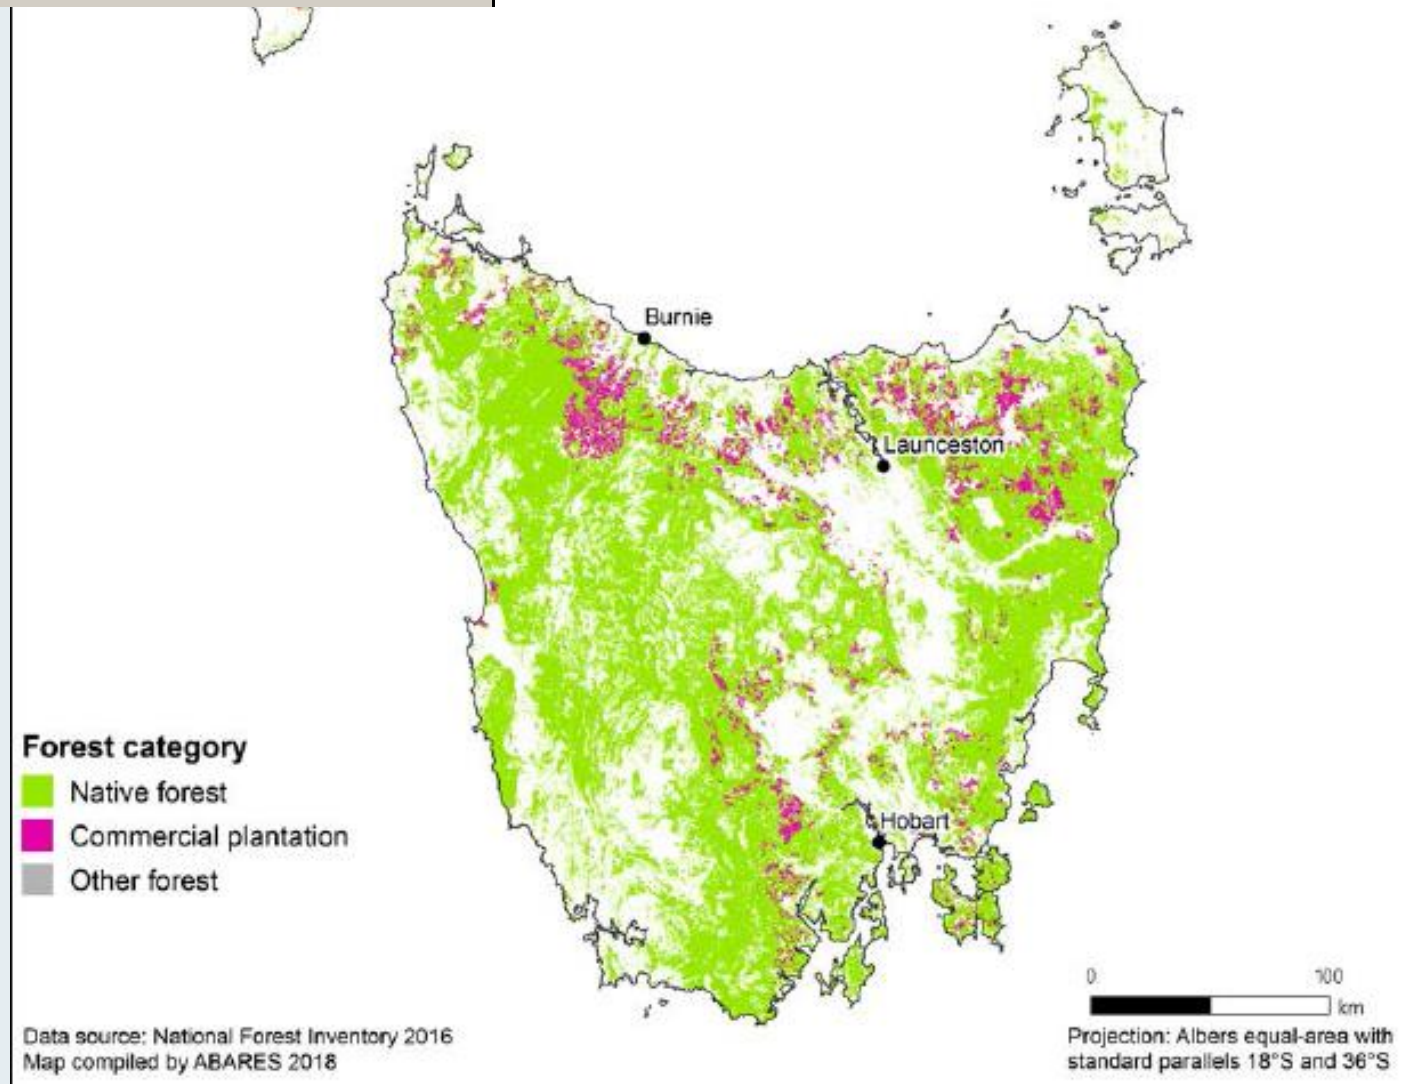 Burnie
Launceston
Forest category
Native forest
Commercial plantation
Other forest
Hobart
0 100
km
Data source: National Forest Inventory 2016
Map compiled by ABARES 2018
Projection: Albers equal-area with
standard parallels 18°S and 36°S